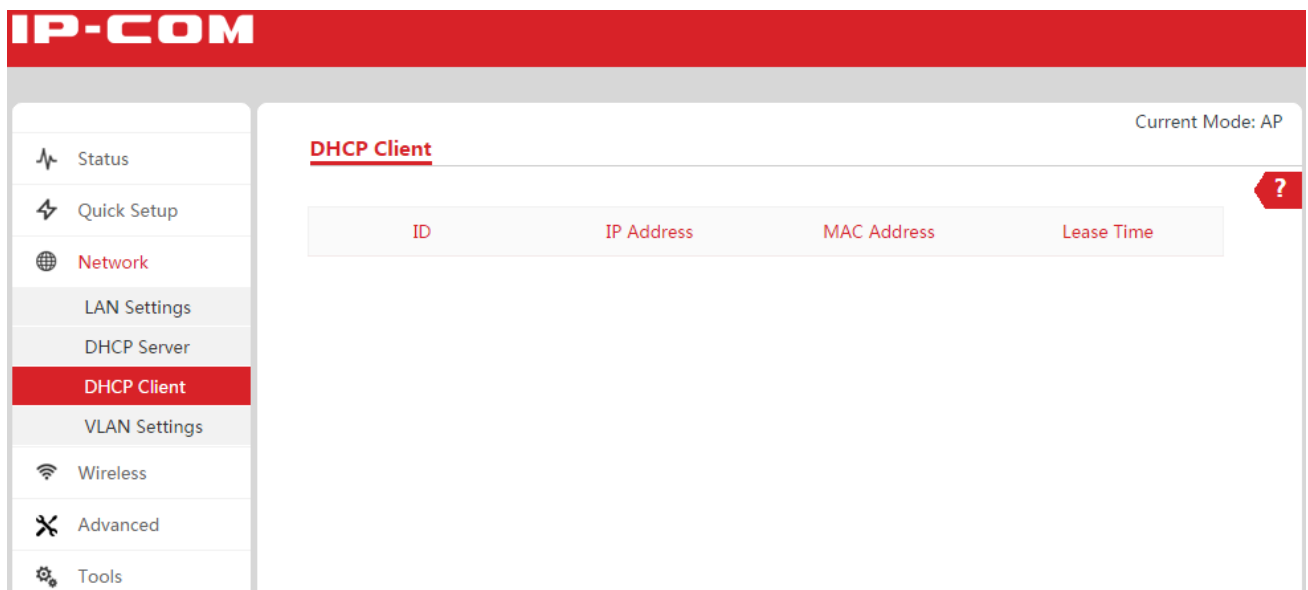 IP-COM
Current Mode: AP
Status
Quick Setup
Network
LAN Settings
DHCP Server
DHCP Client
VLAN Settings
Wireless
Advanced
Tools
DHCP Client
?
ID IP Address MAC Address Lease Time